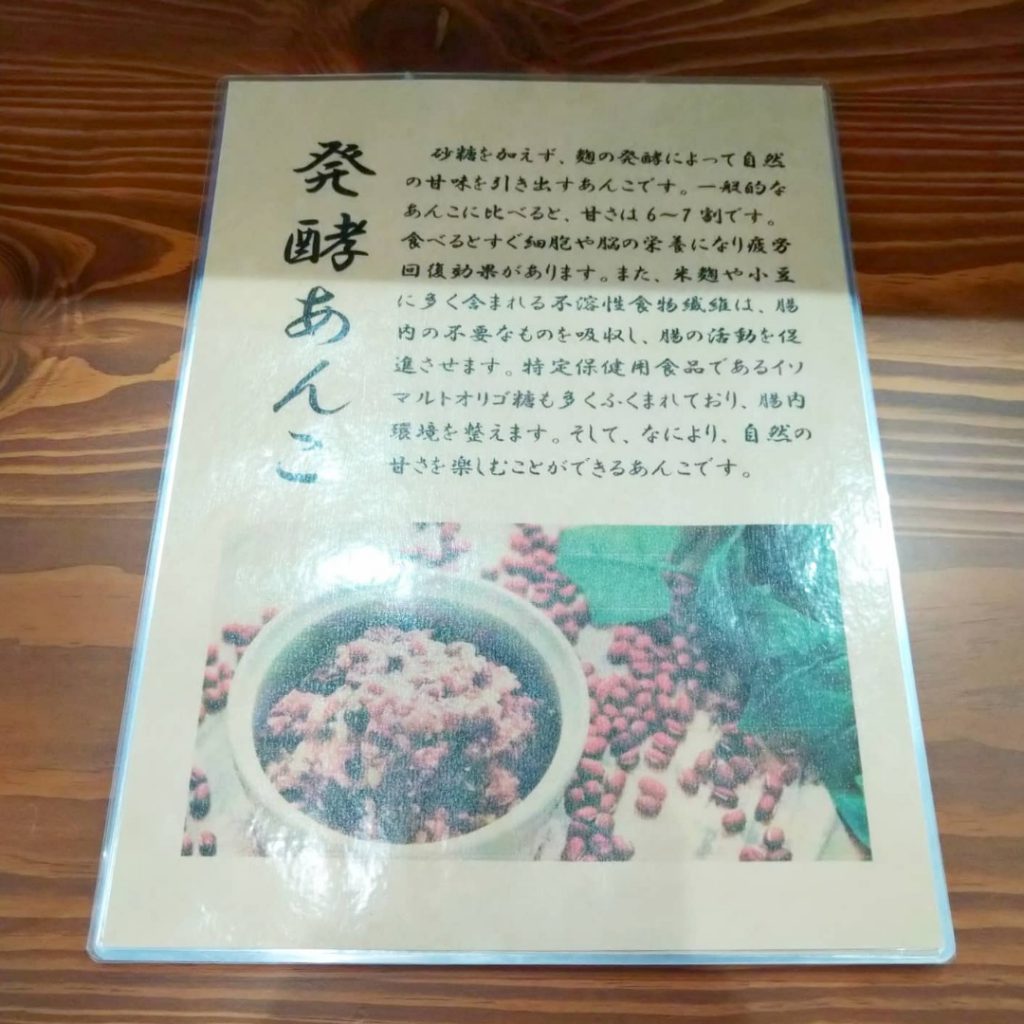 発酵あんこ
砂糖を加えず、麹の発酵によって自然
の甘味を引き出すあんこです。一般的な
あんこに比べると、甘さは6〜7割です。
食べるとすぐ細胞や脳の栄養になり疲労
回復効果があります。また、米麹や小豆
に多く含まれる不溶性食物繊維は、腸
内の不要なものを吸収し、腸の活動を促
進させます。特定保健用食品であるイソ
マルトオリゴ糖も多くふくまれており、腸内
環境を整えます。そして、なにより、自然の
甘さを楽しむことができるあんこです。